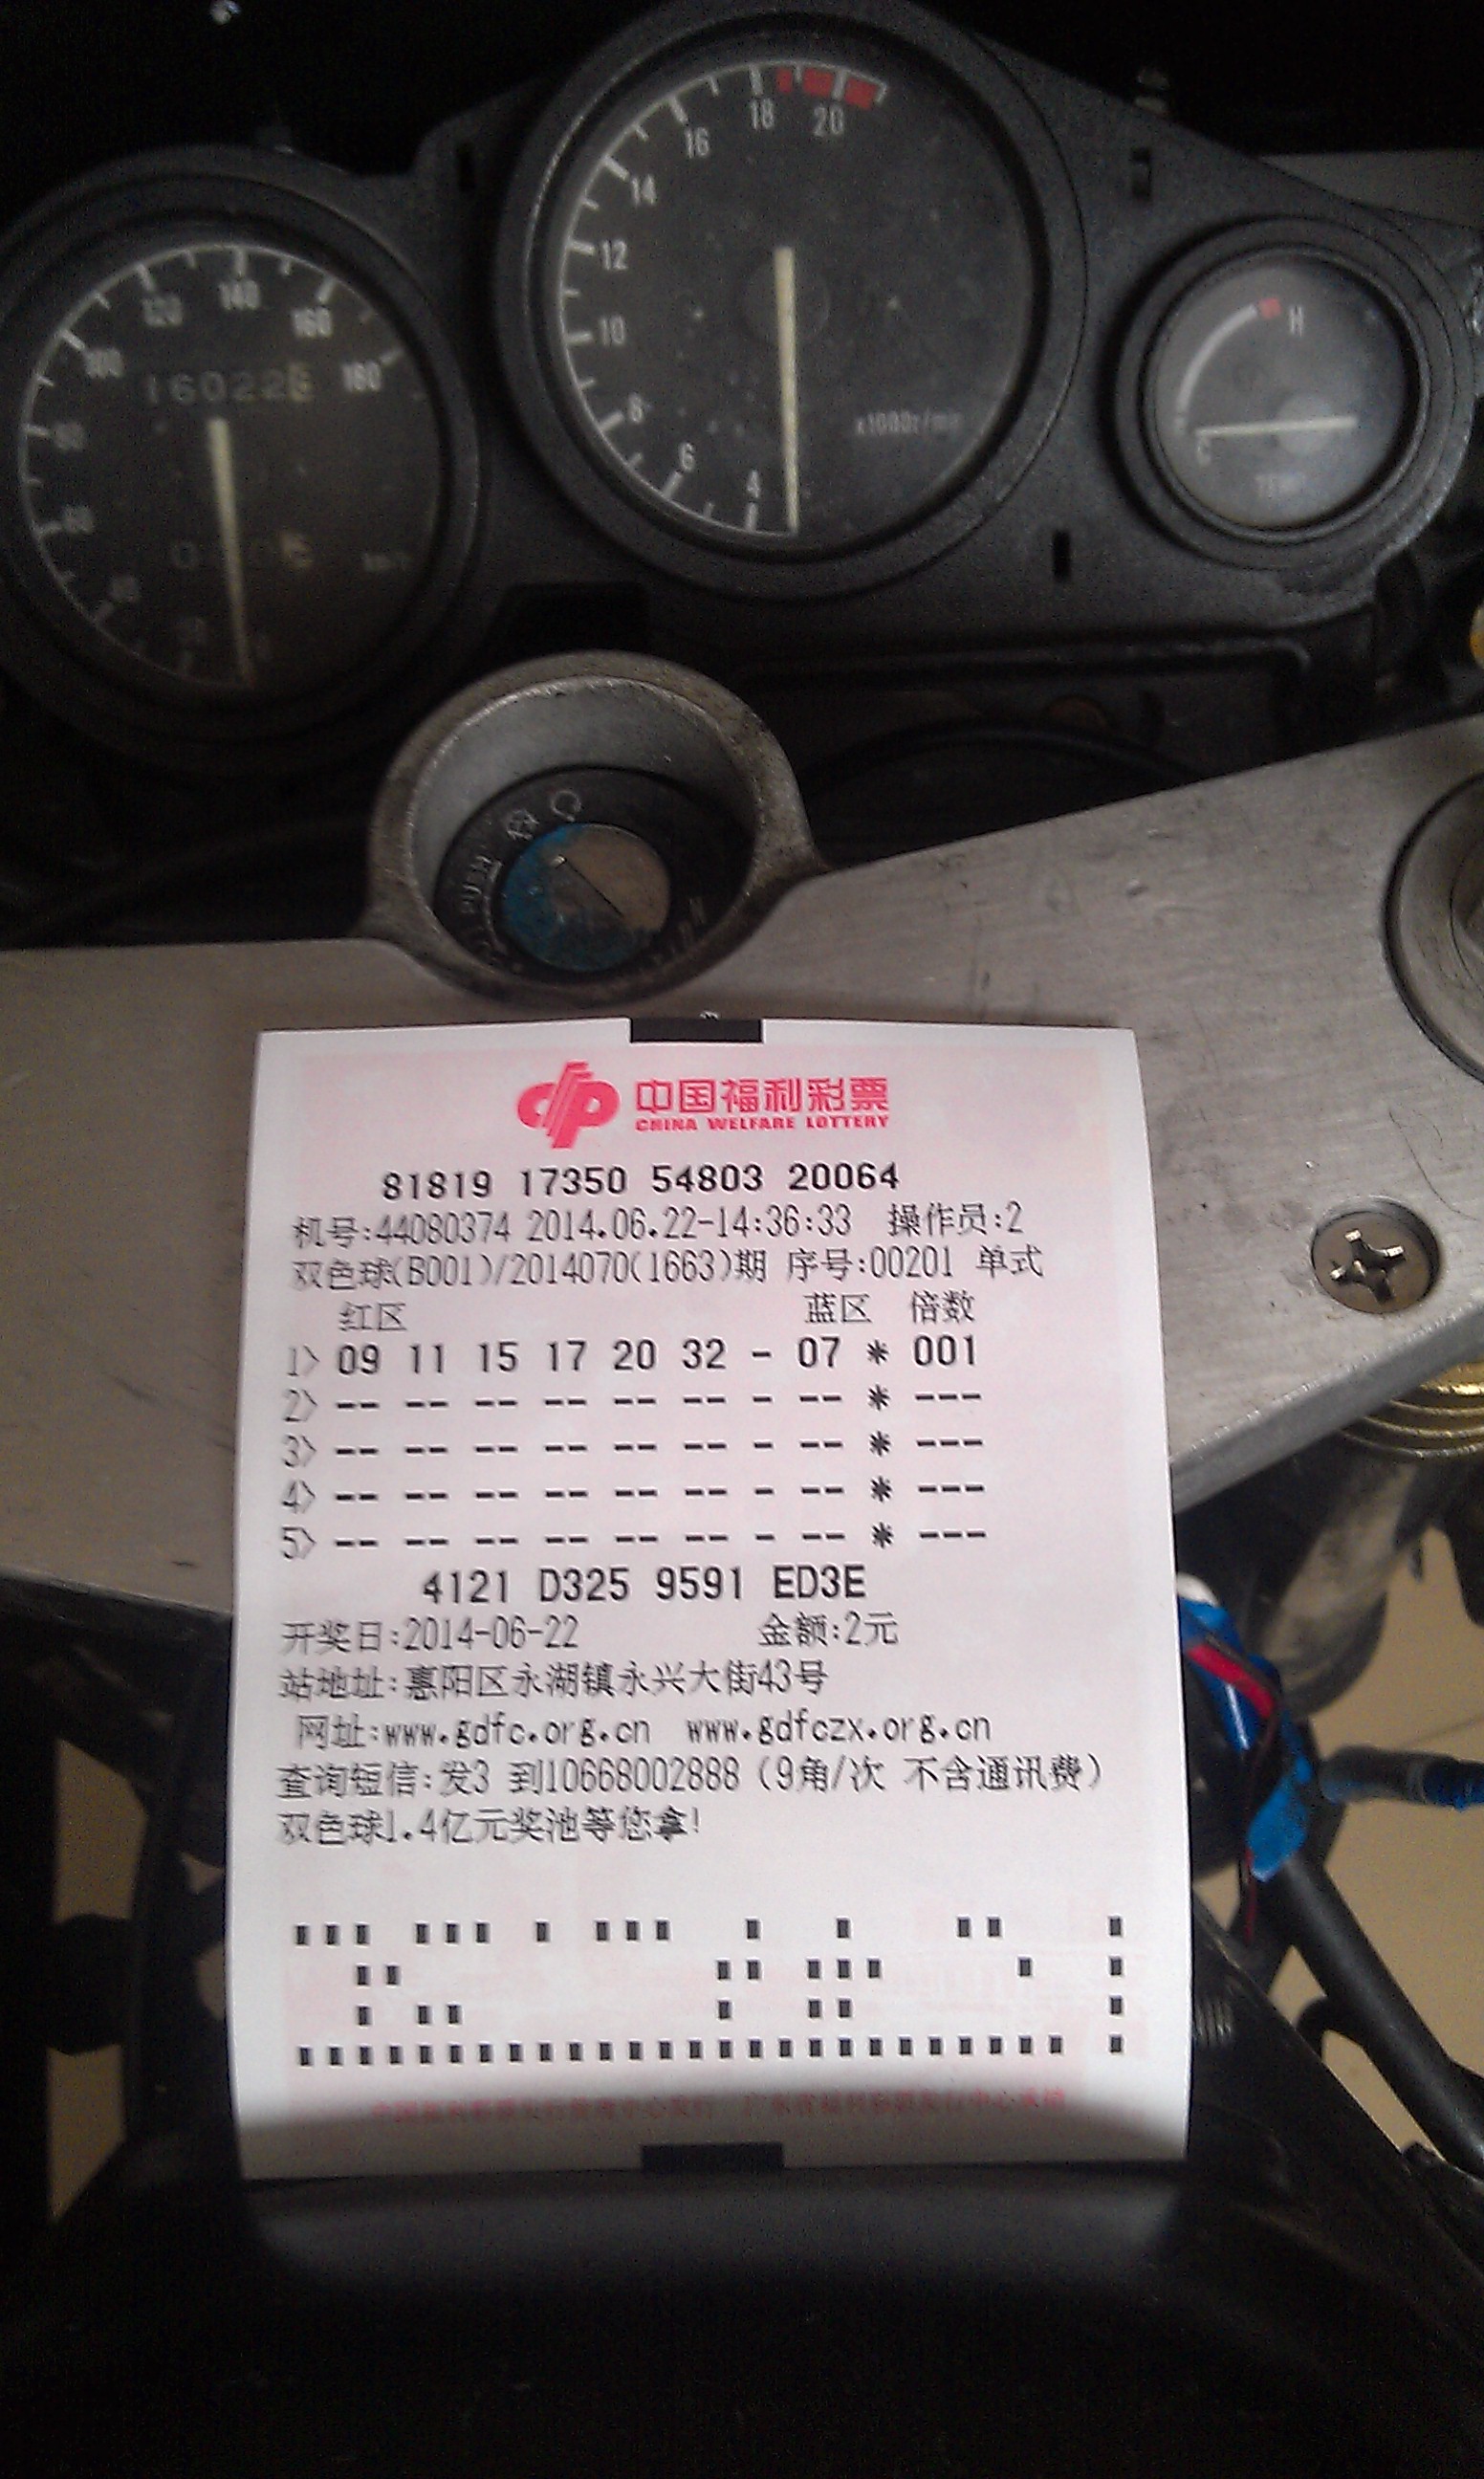 18 20
16
14
12
10
8
6
4
x1000r/min
120 140 160
100 180
80
60
H
C
TEMP
PUSH
中国福利彩票
CHINA WELFARE LOTTERY
81819 17350 54803 20064
机号:44080374 2014.06.22-14:36:33 操作员:2
双色球(B001)/2014070(1663)期 序号:00201 单式
红区 蓝区 倍数
1> 09 11 15 17 20 32 - 07 * 001
2> -- -- -- -- -- -- - -- * ---
3> -- -- -- -- -- -- - -- * ---
4> -- -- -- -- -- -- - -- * ---
5> -- -- -- -- -- -- - -- * ---
4121 D325 9591 ED3E
开奖日:2014-06-22 金额:2元
站地址:惠阳区永湖镇永兴大街43号
网址:www.gdfc.org.cn www.gdfczx.org.cn
查询短信:发3 到10668002888 (9角/次 不含通讯费)
双色球1.4亿元奖池等您拿!